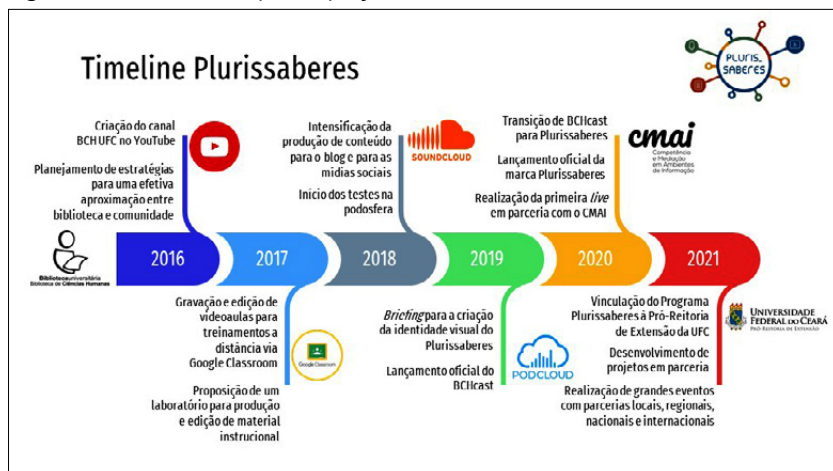 Timeline Plurissaberes
PLURIS_
SABERES
Criação do canal
BCH UFC no YouTube
Planejamento de estratégias
para uma efetiva
aproximação entre
biblioteca e comunidade
Intensificação da
produção de conteúdo
para o blog e para as
mídias sociais
Início dos testes na
podosfera
SOUNDCLOUD
Transição de BCHcast
para Plurissaberes
Lançamento oficial da
marca Plurissaberes
Realização da primeira live
em parceria com o CMAI
cmai
Competência
e Mediação
em Ambientes
de Informação
Bibliotecauniversitária
Biblioteca de Ciências Humanas
2016
2017
2018
2019
2020
2021
Gravação e edição de
videoaulas para
treinamentos a
distância via
Google Classroom
Proposição de um
laboratório para produção
e edição de material
instrucional
Google Classroom
Briefing para a criação
da identidade visual do
Plurissaberes
Lançamento oficial do
BCHcast
PODCLOUD
Vinculação do Programa
Plurissaberes à Pró-Reitoria
de Extensão da UFC
Desenvolvimento de
projetos em parceria
Realização de grandes eventos
com parcerias locais, regionais,
nacionais e internacionais
UNIVERSIDADE
FEDERAL DO CEARÁ
PRÓ-REITORIA DE EXTENSÃO